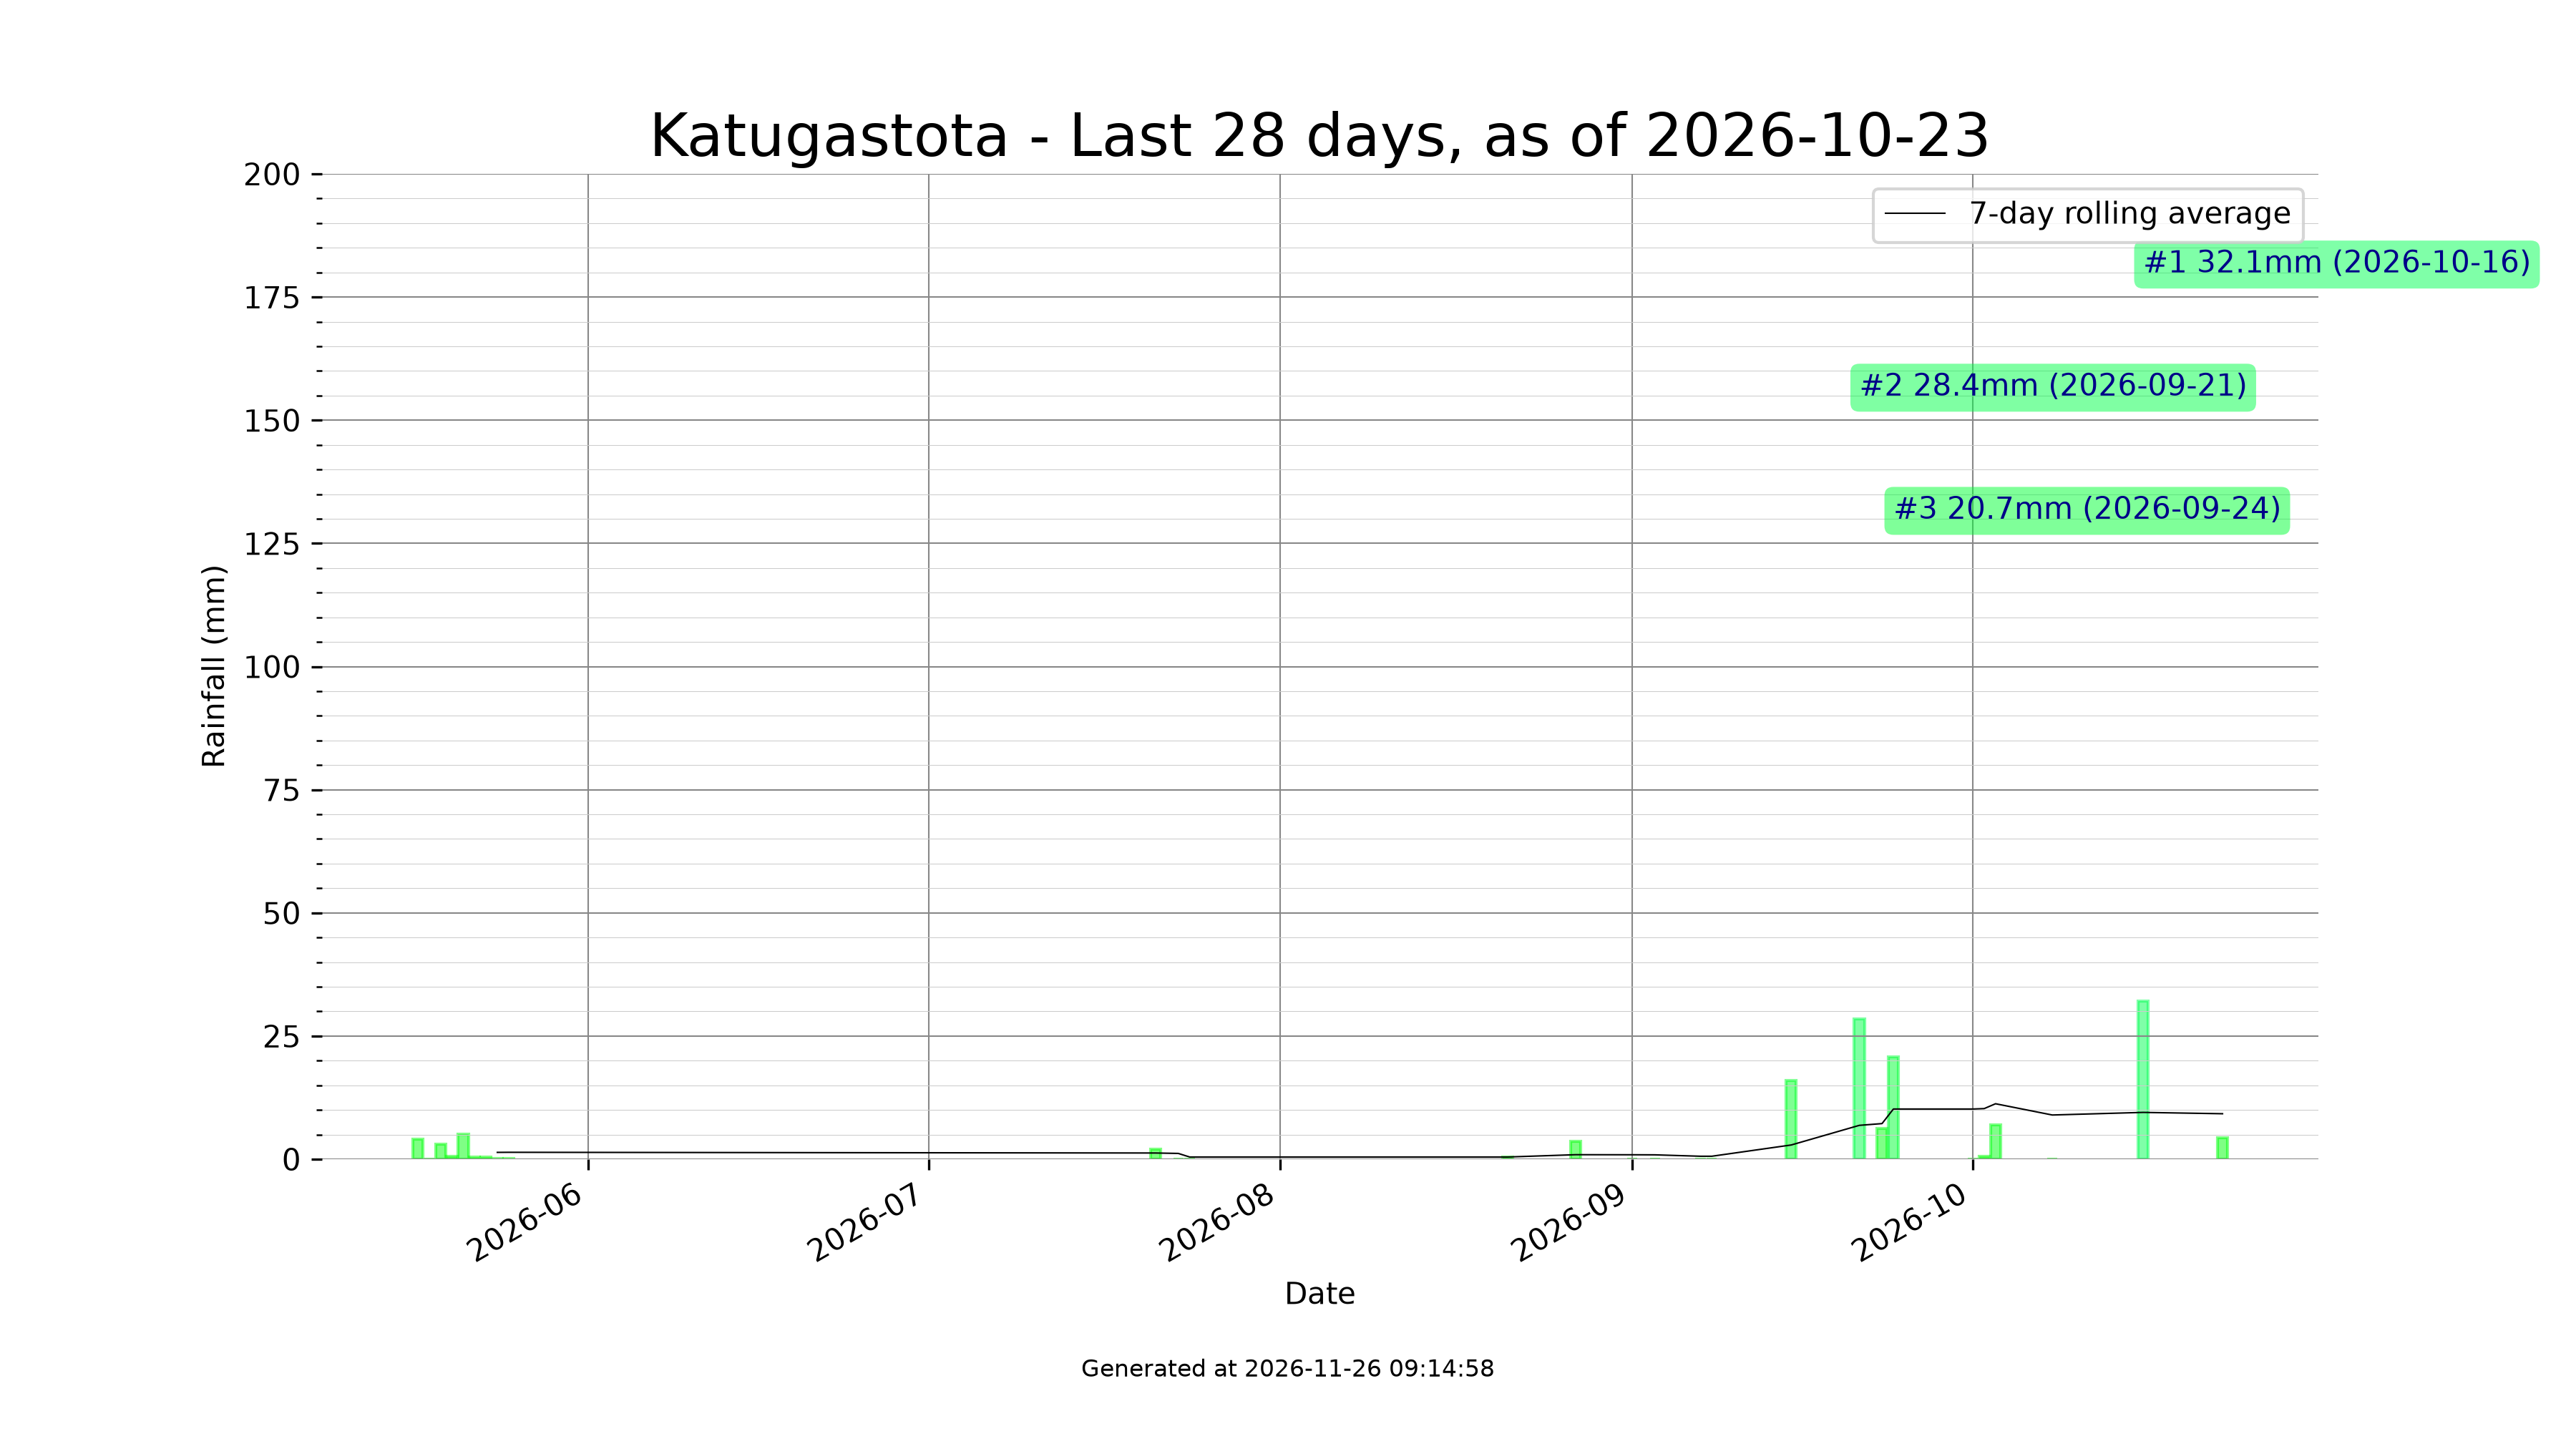 Katugastota - Last 28 days, as of 2026-10-23
200
175
150
125
100
75
50
25
0
Rainfall (mm)
7-day rolling average
#1 32.1mm (2026-10-16)
#2 28.4mm (2026-09-21)
#3 20.7mm (2026-09-24)
2026-06
2026-07
2026-08
2026-09
2026-10
Date
Generated at 2026-11-26 09:14:58